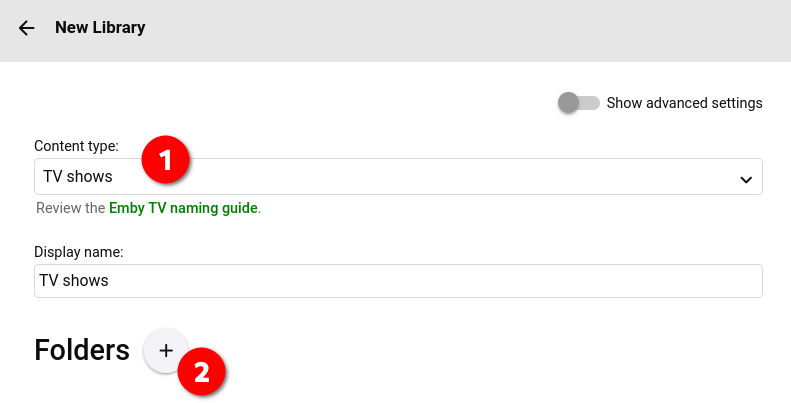 New Library
Show advanced settings
Content type:
1
TV shows
Review the Emby TV naming guide.
Display name:
TV shows
Folders +
2